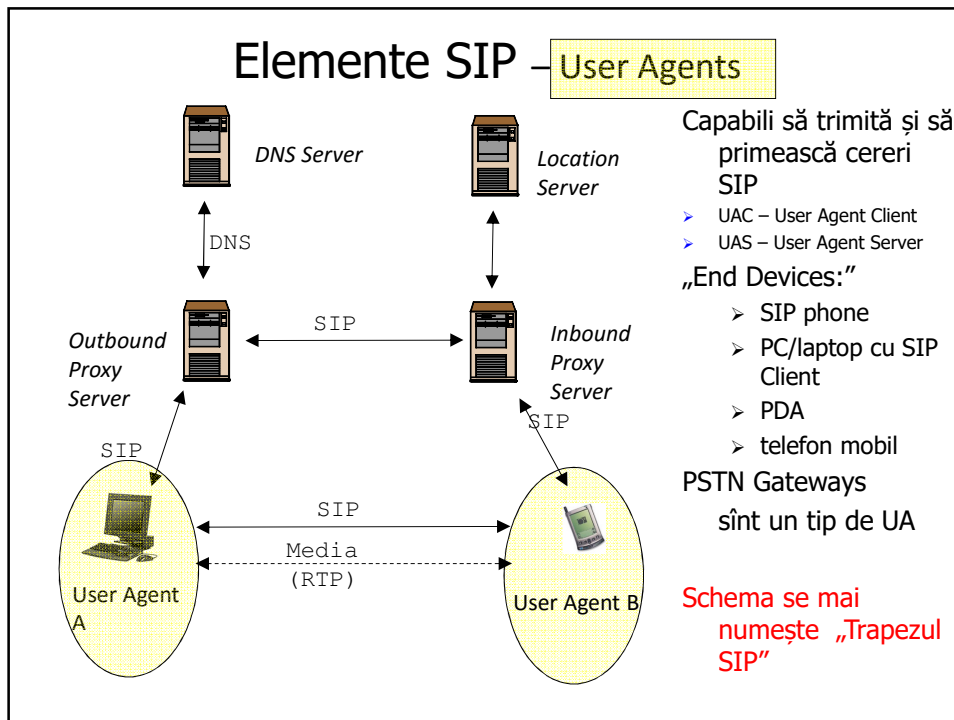 Elemente SIP – User Agents
DNS Server
Location
Server
DNS
Outbound
Proxy
Server
SIP
Inbound
Proxy
Server
SIP
SIP
SIP
Media
(RTP)
User Agent
A
User Agent B
Capabili să trimită și să
primească cereri
SIP
➢ UAC – User Agent Client
➢ UAS – User Agent Server
„End Devices:”
➢ SIP phone
➢ PC/laptop cu SIP
Client
➢ PDA
➢ telefon mobil
PSTN Gateways
sînt un tip de UA
Schema se mai
numește „Trapezul
SIP”